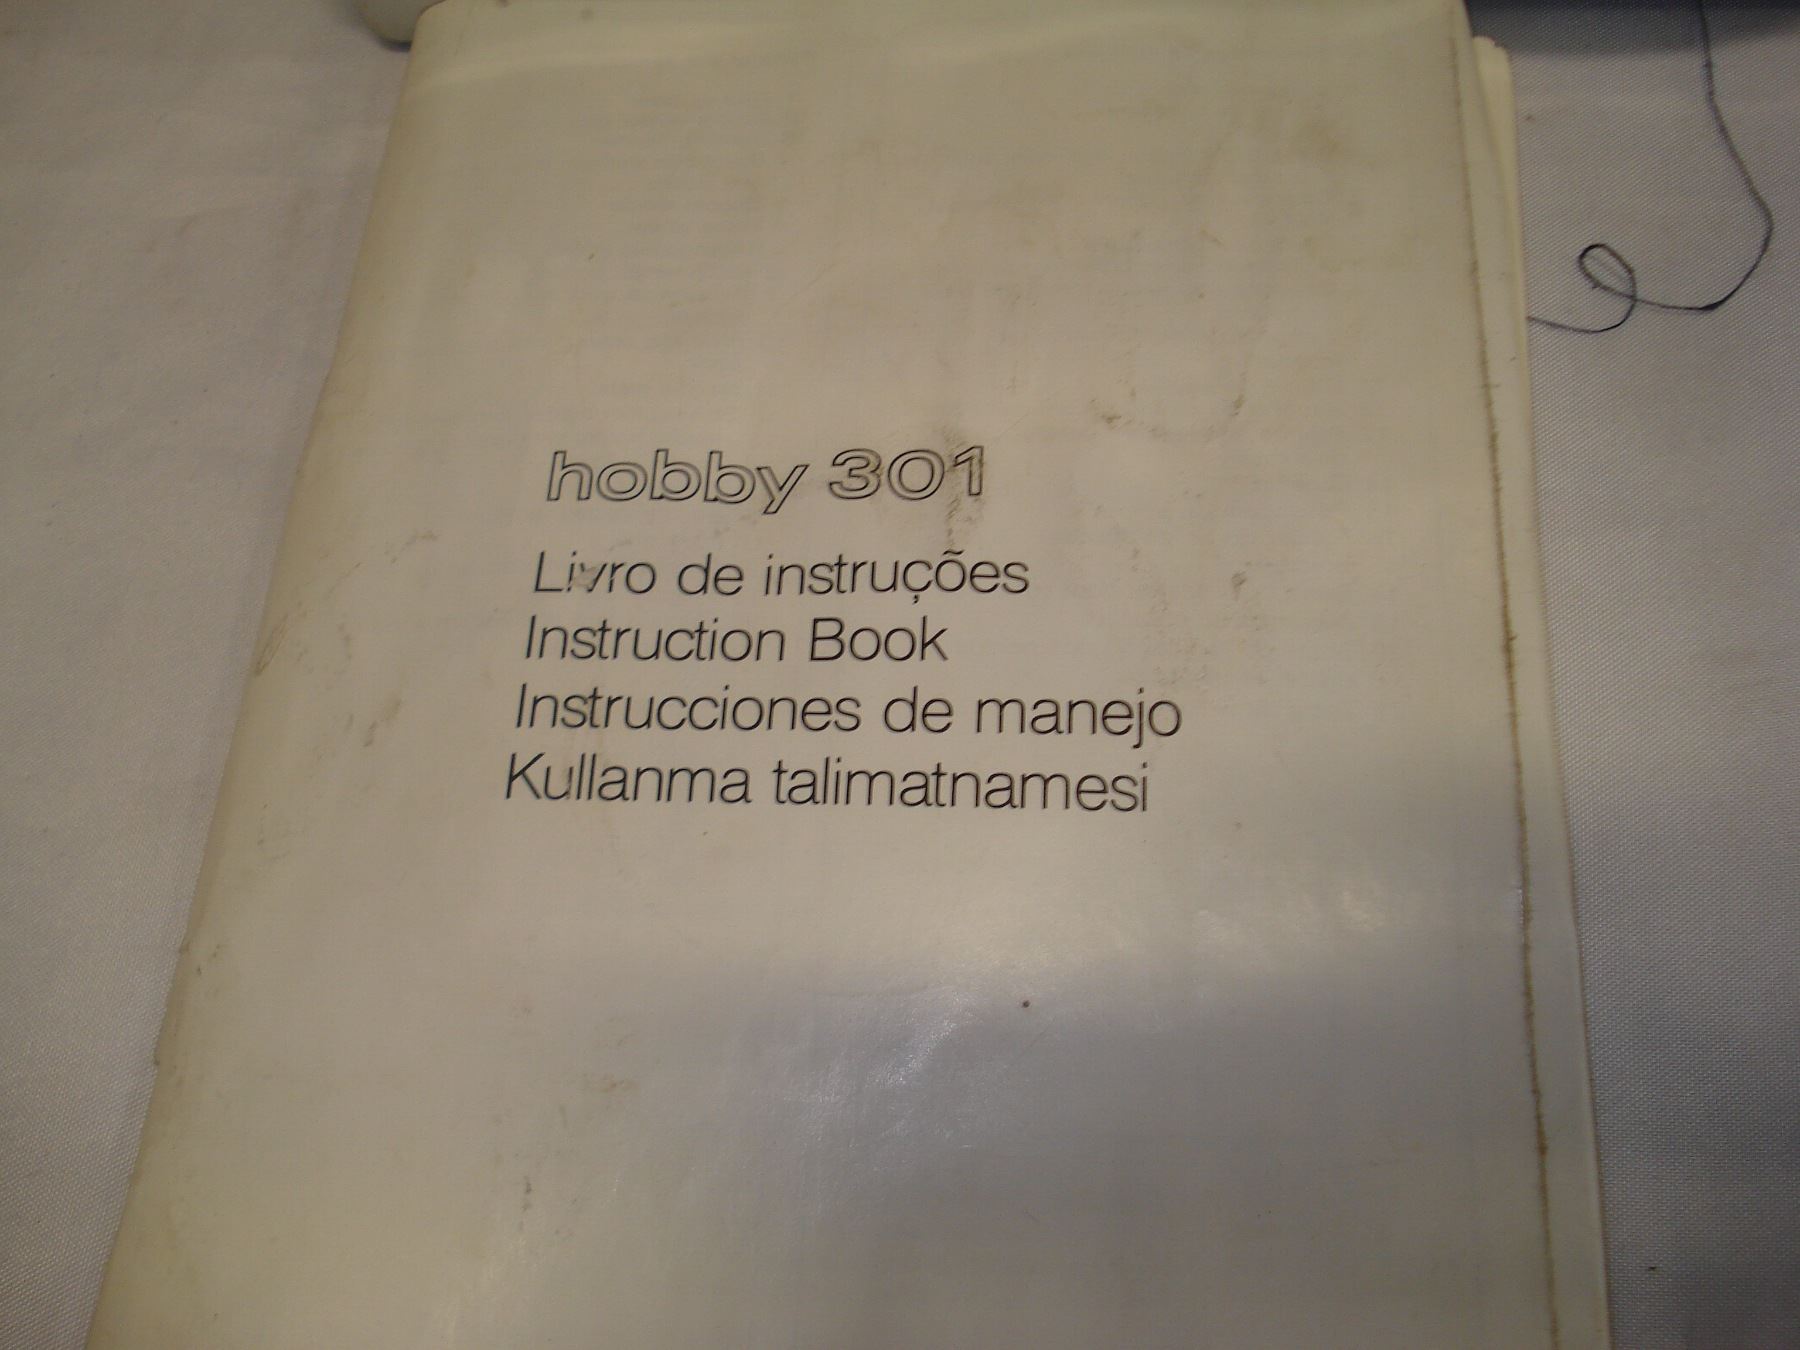 hobby 301
Livro de instruções
Instruction Book
Instrucciones de manejo
Kullanma talimatnamesi